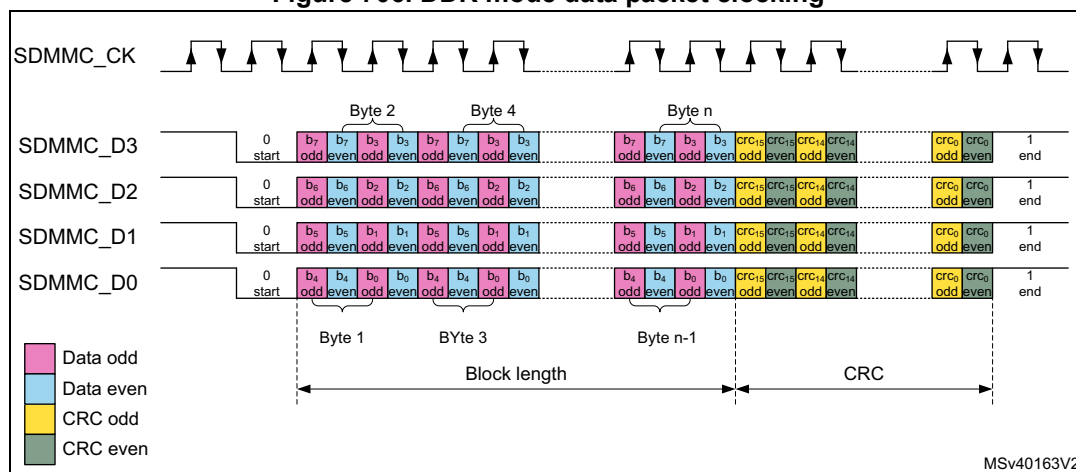 Figure DDR mode data packet clocking
SDMMC_CK
Byte 2 Byte 4 Byte n
0 b7 b7 b3 b3 b7 b7 b3 b3 b7 b7 b3 b3 crc15 crc15 crc14 crc14 crc0 crc0 1
SDMMC_D3
start odd even odd even odd even odd even odd even odd even odd even odd even odd even end
0 b6 b6 b2 b2 b6 b6 b2 b2 b6 b6 b2 b2 crc15 crc15 crc14 crc14 crc0 crc0 1
SDMMC_D2
start odd even odd even odd even odd even odd even odd even odd even odd even odd even end
0 b5 b5 b1 b1 b5 b5 b1 b1 b5 b5 b1 b1 crc15 crc15 crc14 crc14 crc0 crc0 1
SDMMC_D1
start odd even odd even odd even odd even odd even odd even odd even odd even odd even end
0 b4 b4 b0 b0 b4 b4 b0 b0 b4 b4 b0 b0 crc15 crc15 crc14 crc14 crc0 crc0 1
SDMMC_D0
start odd even odd even odd even odd even odd even odd even odd even odd even odd even end
Byte 1 BYte 3 Byte n-1
Block length CRC
Data odd
Data even
CRC odd
CRC even
MSv40163V2